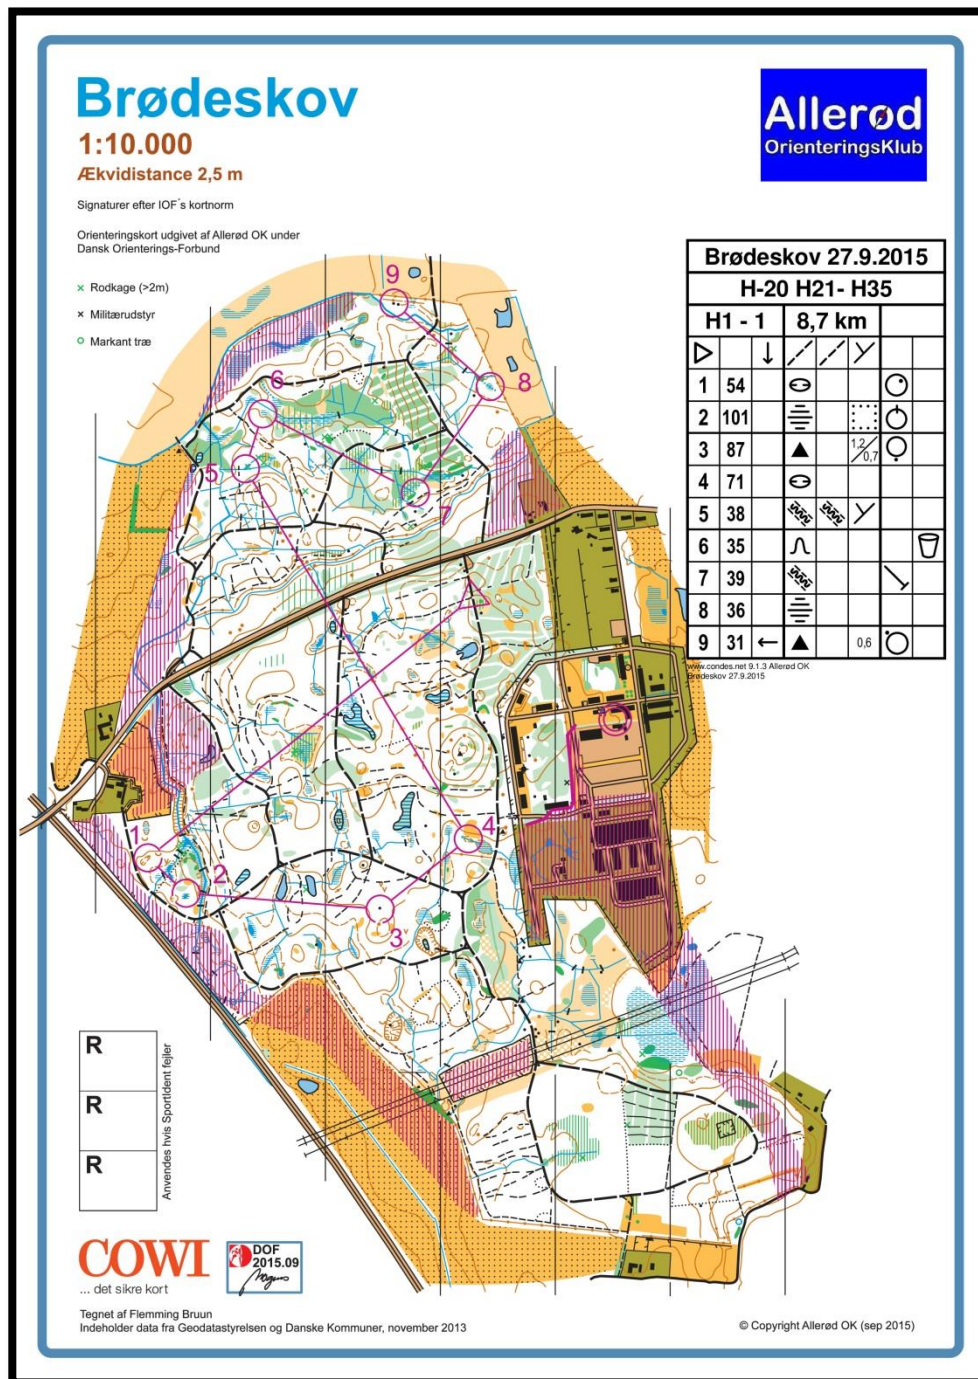 Brødeskov
1:10.000
Ækvidistance 2,5 m
Signaturer efter IOF´s kortnorm
Orienteringskort udgivet af Allerød OK under
Dansk Orienterings-Forbund
Rodkage (>2m)
Militærudstyr
Markant træ
Allerød
OrienteringsKlub
Brødeskov 27.9.2015
H-20 H21- H35
H1 - 1 8,7 km
1 54
2 101
3 87 1,2/0,7
4 71
5 38
6 35
7 39
8 36
9 31 0,6
www.condes.net 9.1.3 Allerød OK
Brødeskov 27.9.2015
9
8
6
5
7
1
2
4
3
R
R
R
Anvendes hvis Sportident fejler
COWI
... det sikre kort
DOF
2015.09
Tegnet af Flemming Bruun
Indeholder data fra Geodatastyrelsen og Danske Kommuner, november 2013
© Copyright Allerød OK (sep 2015)